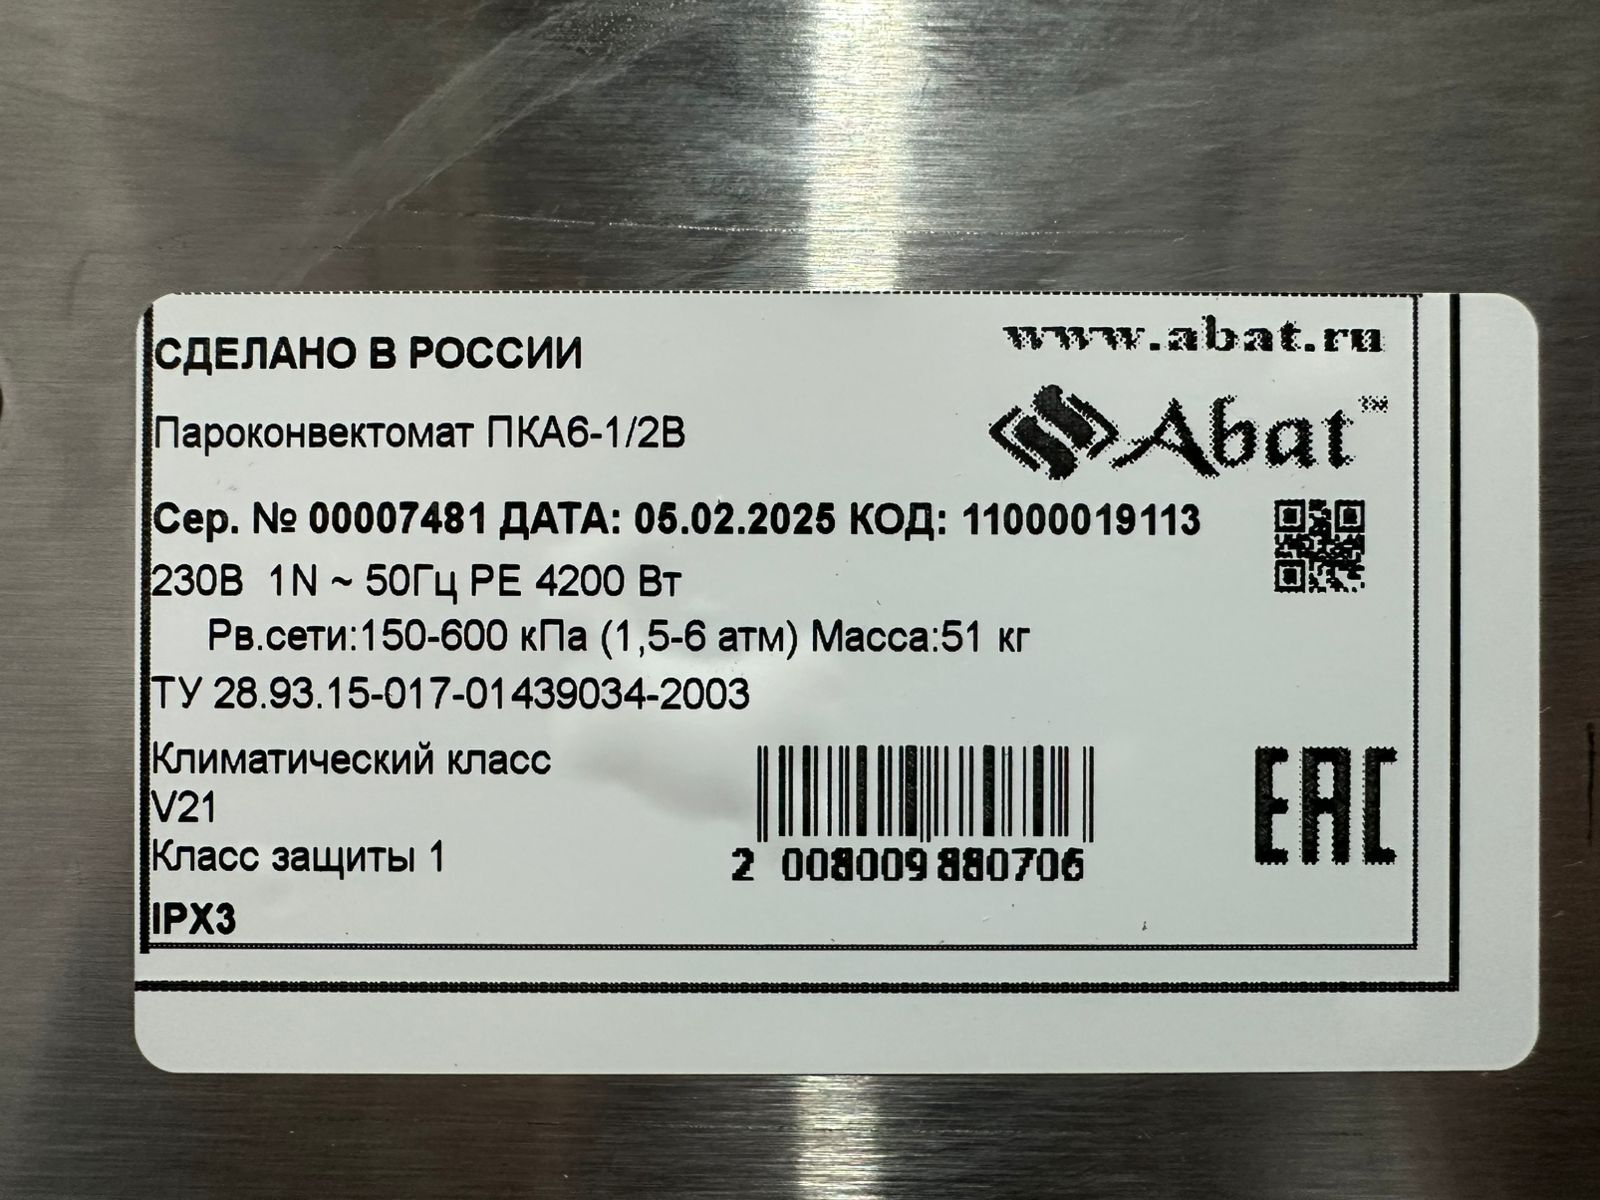 СДЕЛАНО В РОССИИ
www.abat.ru
Пароконвектомат ПКА6-1/2В
Abat™
Сер. № 00007481 ДАТА: 05.02.2025 КОД: 11000019113
230В 1N ~ 50Гц PE 4200 Вт
Рв.сети:150-600 кПа (1,5-6 атм) Масса:51 кг
ТУ 28.93.15-017-01439034-2003
Климатический класс
V21
Класс защиты 1
IPX3
2 008009 880706
EAC